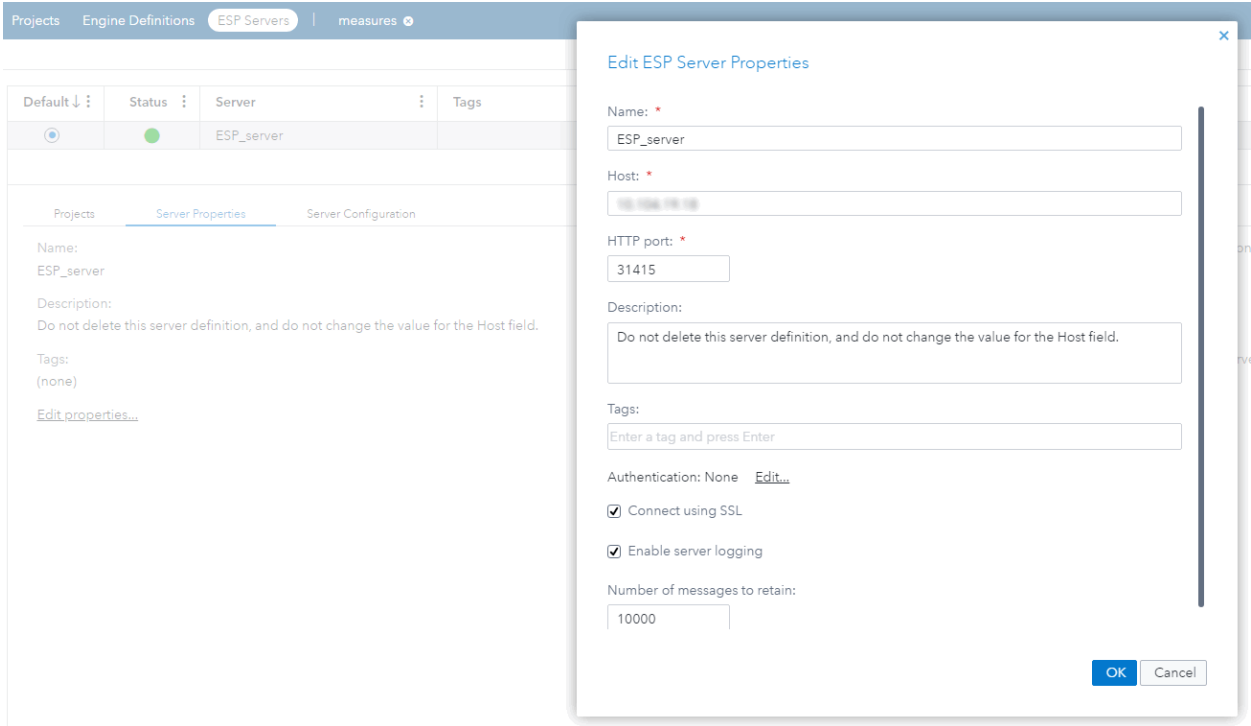 Projects Engine Definitions ESP Servers | measures
Default ↓ Status Server Tags
ESP_server
Projects Server Properties Server Configuration
Name:
ESP_server
Description:
Do not delete this server definition, and do not change the value for the Host field.
Tags:
(none)
Edit properties...
Edit ESP Server Properties
Name: *
ESP_server
Host: *
HTTP port: *
31415
Description:
Do not delete this server definition, and do not change the value for the Host field.
Tags:
Enter a tag and press Enter
Authentication: None Edit...
Connect using SSL
Enable server logging
Number of messages to retain:
10000
OK Cancel